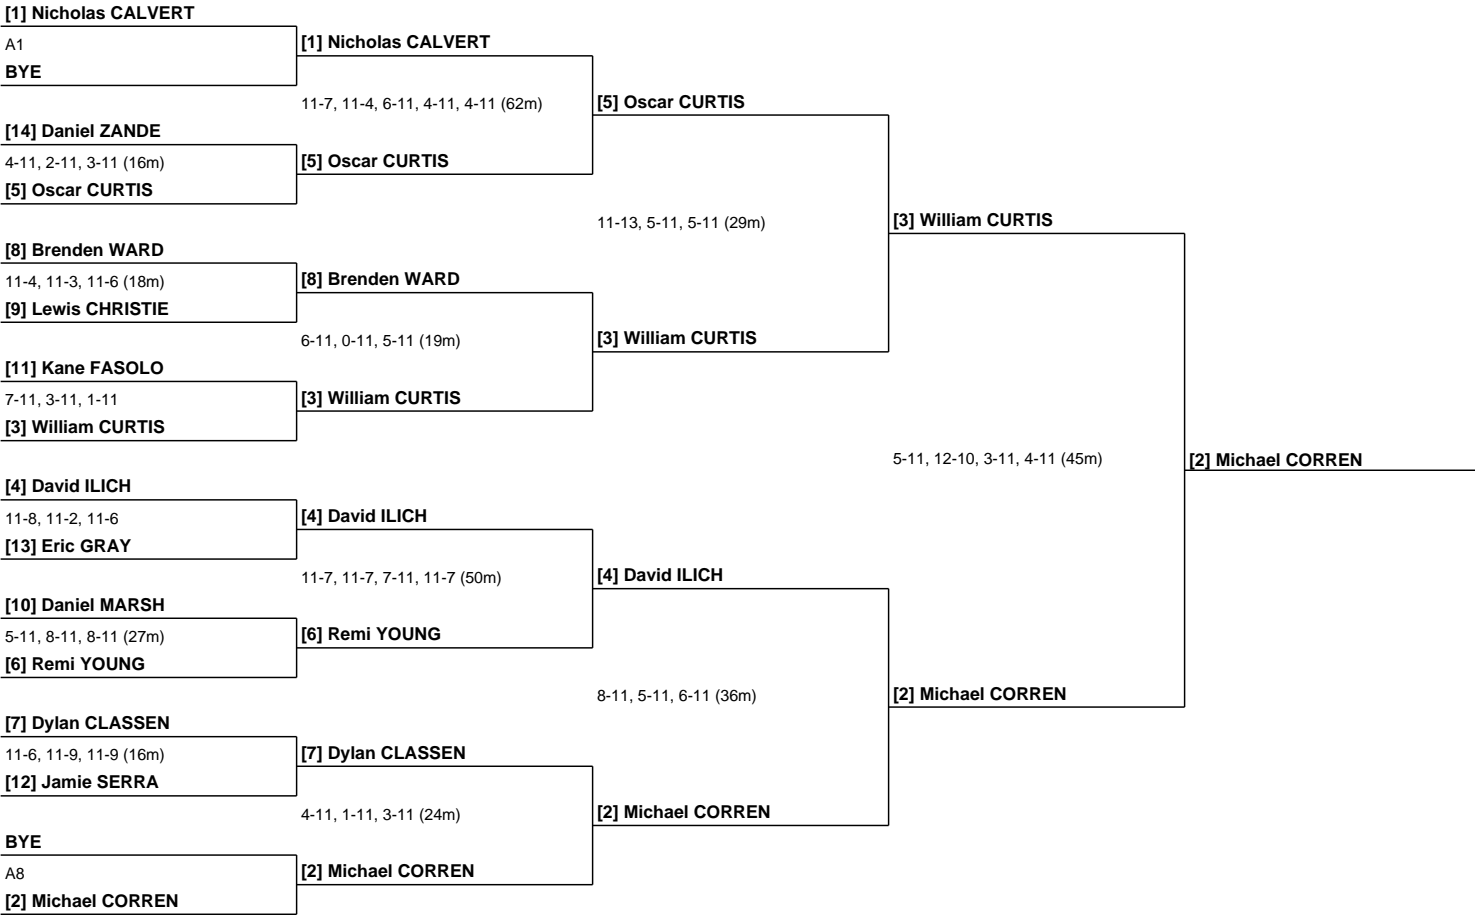 [1] Nicholas CALVERT
A1
BYE
[14] Daniel ZANDE
4-11, 2-11, 3-11 (16m)
[5] Oscar CURTIS
[8] Brenden WARD
11-4, 11-3, 11-6 (18m)
[9] Lewis CHRISTIE
[11] Kane FASOLO
7-11, 3-11, 1-11
[3] William CURTIS
[4] David ILICH
11-8, 11-2, 11-6
[13] Eric GRAY
[10] Daniel MARSH
5-11, 8-11, 8-11 (27m)
[6] Remi YOUNG
[7] Dylan CLASSEN
11-6, 11-9, 11-9 (16m)
[12] Jamie SERRA
BYE
A8
[2] Michael CORREN
[1] Nicholas CALVERT
11-7, 11-4, 6-11, 4-11, 4-11 (62m)
[5] Oscar CURTIS
[8] Brenden WARD
6-11, 0-11, 5-11 (19m)
[3] William CURTIS
[4] David ILICH
11-7, 11-7, 7-11, 11-7 (50m)
[6] Remi YOUNG
[7] Dylan CLASSEN
4-11, 1-11, 3-11 (24m)
[2] Michael CORREN
[5] Oscar CURTIS
11-13, 5-11, 5-11 (29m)
[3] William CURTIS
[4] David ILICH
8-11, 5-11, 6-11 (36m)
[2] Michael CORREN
[3] William CURTIS
5-11, 12-10, 3-11, 4-11 (45m)
[2] Michael CORREN
[2] Michael CORREN